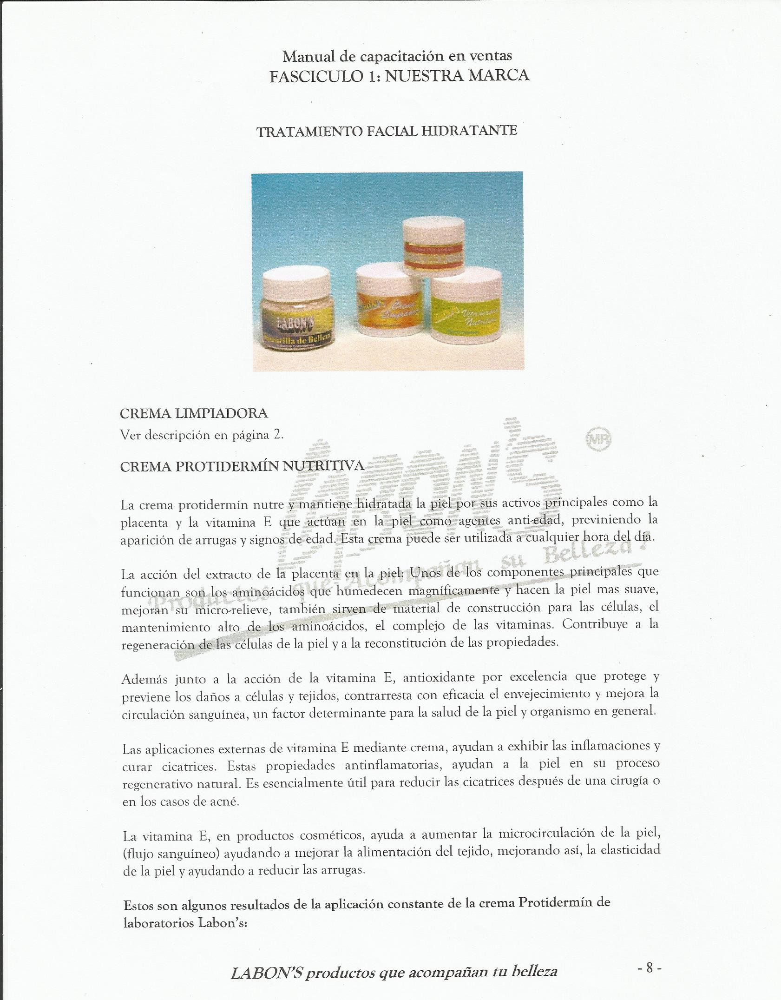 Manual de capacitación en ventas
FASCICULO 1: NUESTRA MARCA
TRATAMIENTO FACIAL HIDRATANTE
Crema COLAGENO
LABON'S
Mascarilla de Belleza
Crema
Limpiadora
Nutritiva
CREMA LIMPIADORA
Ver descripción en página 2.
MR
CREMA PROTIDERMÍN NUTRITIVA
LABON'S
La crema protidermín nutre y mantiene hidratada la piel por sus activos principales como la
placenta y la vitamina E que actúan en la piel como agentes anti-edad, previniendo la
aparición de arrugas y signos de edad. Esta crema puede ser utilizada a cualquier hora del día.
Productos que Acompañan su Belleza!
La acción del extracto de la placenta en la piel: Unos de los componentes principales que
funcionan son los aminoácidos que humedecen magníficamente y hacen la piel mas suave,
mejoran su micro-relieve, también sirven de material de construcción para las células, el
mantenimiento alto de los aminoácidos, el complejo de las vitaminas. Contribuye a la
regeneración de las células de la piel y a la reconstitución de las propiedades.
Además junto a la acción de la vitamina E, antioxidante por excelencia que protege y
previene los daños a células y tejidos, contrarresta con eficacia el envejecimiento y mejora la
circulación sanguínea, un factor determinante para la salud de la piel y organismo en general.
Las aplicaciones externas de vitamina E mediante crema, ayudan a exhibir las inflamaciones y
curar cicatrices. Estas propiedades antinflamatorias, ayudan a la piel en su proceso
regenerativo natural. Es esencialmente útil para reducir las cicatrices después de una cirugía o
en los casos de acné.
La vitamina E, en productos cosméticos, ayuda a aumentar la microcirculación de la piel,
(flujo sanguíneo) ayudando a mejorar la alimentación del tejido, mejorando así, la elasticidad
de la piel y ayudando a reducir las arrugas.
Estos son algunos resultados de la aplicación constante de la crema Protidermín de
laboratorios Labon's:
LABON'S productos que acompañan tu belleza
- 8 -